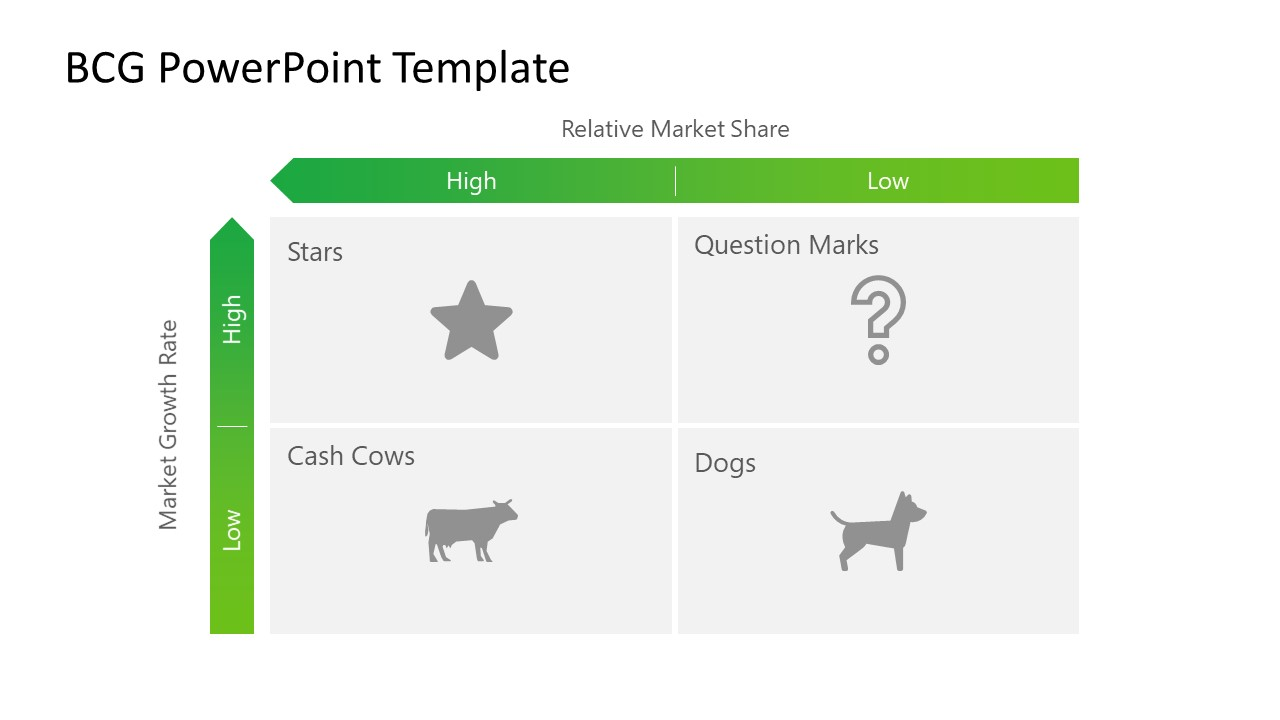 BCG PowerPoint Template
Relative Market Share
High
Low
Market Growth Rate
High
Low
Stars
Question Marks
Cash Cows
Dogs